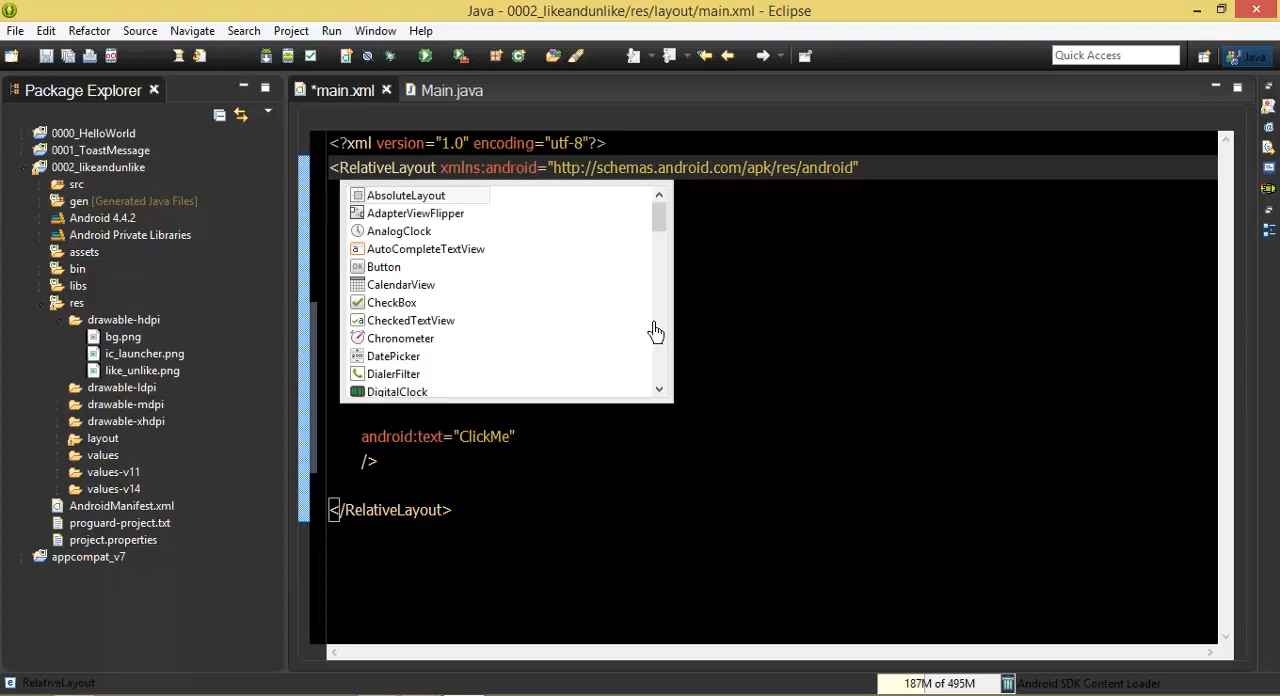 Java - 0002_likeandunlike/res/layout/main.xml - Eclipse
File Edit Refactor Source Navigate Search Project Run Window Help
Quick Access
Java
Package Explorer
*main.xml
Main.java
0000_HelloWorld
0001_ToastMessage
0002_likeandunlike
src
gen [Generated Java Files]
Android 4.4.2
Android Private Libraries
assets
bin
libs
res
drawable-hdpi
bg.png
ic_launcher.png
like_unlike.png
drawable-ldpi
drawable-mdpi
drawable-xhdpi
layout
values
values-v11
values-v14
AndroidManifest.xml
proguard-project.txt
project.properties
appcompat_v7
<?xml version="1.0" encoding="utf-8"?>
<RelativeLayout xmlns:android="http://schemas.android.com/apk/res/android"
AbsoluteLayout
AdapterViewFlipper
AnalogClock
AutoCompleteTextView
Button
CalendarView
CheckBox
CheckedTextView
Chronometer
DatePicker
DialerFilter
DigitalClock
android:text="ClickMe"
/>
</RelativeLayout>
RelativeLayout
187M of 495M
Android SDK Content Loader